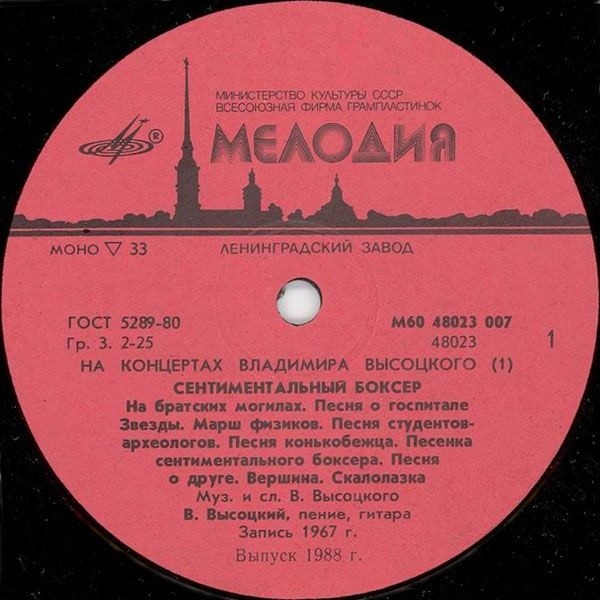 МИНИСТЕРСТВО КУЛЬТУРЫ СССР
ВСЕСОЮЗНАЯ ФИРМА ГРАМПЛАСТИНОК
® МЕЛОДИЯ
МОНО ▽ 33 ЛЕНИНГРАДСКИЙ ЗАВОД
ГОСТ 5289-80 М60 48023 007
Гр. 3. 2-25 48023 1
НА КОНЦЕРТАХ ВЛАДИМИРА ВЫСОЦКОГО (1)
СЕНТИМЕНТАЛЬНЫЙ БОКСЕР
На братских могилах. Песня о госпитале
Звезды. Марш физиков. Песня студентов-
археологов. Песня конькобежца. Песенка
сентиментального боксера. Песня
о друге. Вершина. Скалолазка
Муз. и сл. В. Высоцкого
В. Высоцкий, пение, гитара
Запись 1967 г.
Выпуск 1988 г.